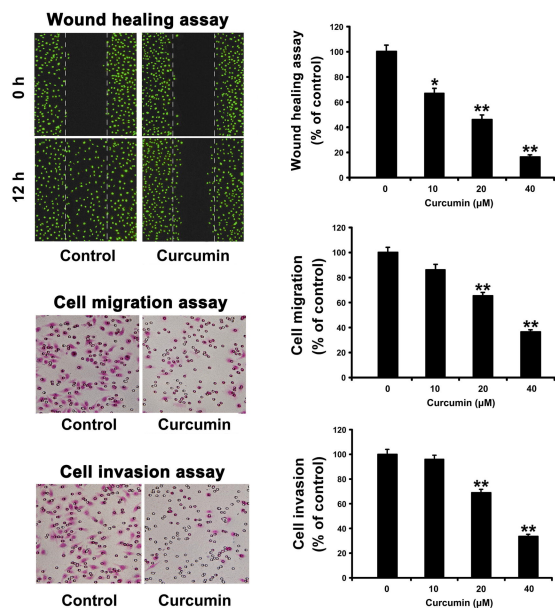 Wound healing assay
0 h
12 h
Control Curcumin
Cell migration assay
Control Curcumin
Cell invasion assay
Control Curcumin
Wound healing assay
(% of control)
120
100
80
60
40
20
0
*
**
**
0 10 20 40
Curcumin (μM)
Cell migration
(% of control)
120
100
80
60
40
20
0
**
**
0 10 20 40
Curcumin (μM)
Cell invasion
(% of control)
120
100
80
60
40
20
0
**
**
0 10 20 40
Curcumin (μM)